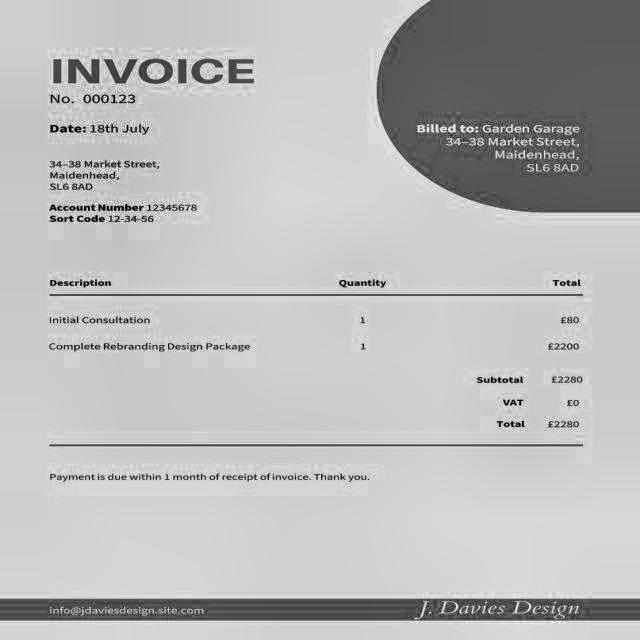 INVOICE
No. 000123
Date: 18th July
34-38 Market Street,
Maidenhead,
SL6 8AD
Account Number 12345678
Sort Code 12-34-56
Billed to: Garden Garage
34-38 Market Street,
Maidenhead,
SL6 8AD
Description Quantity Total
Initial Consultation 1 £80
Complete Rebranding Design Package 1 £2200
Subtotal £2280
VAT £0
Total £2280
Payment is due within 1 month of receipt of invoice. Thank you.
info@jdaviesdesign.site.com J. Davies Design